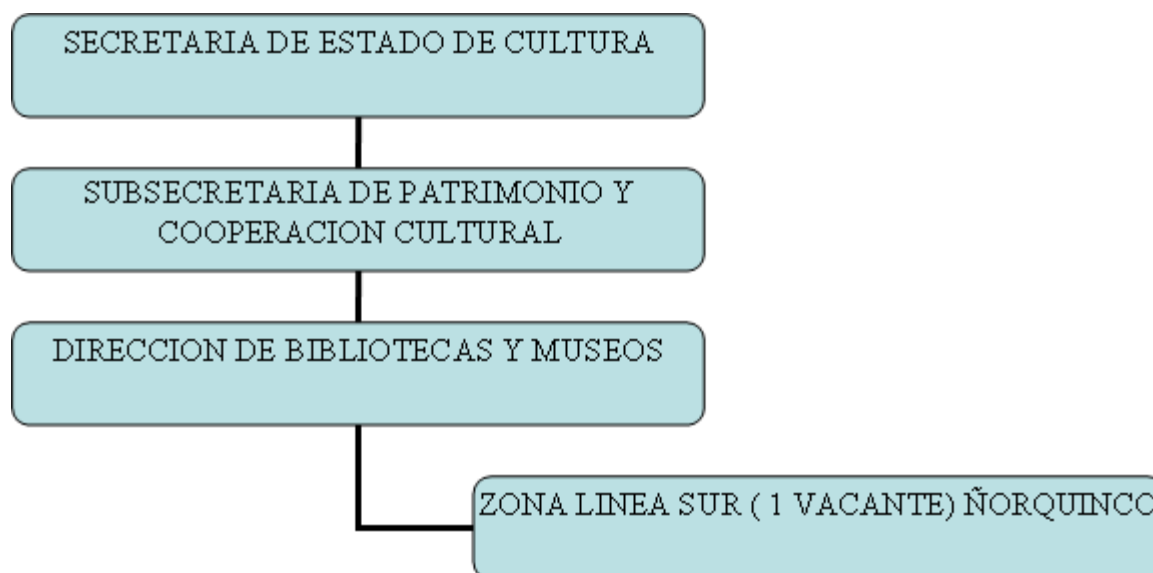 SECRETARIA DE ESTADO DE CULTURA
SUBSECRETARIA DE PATRIMONIO Y
COOPERACION CULTURAL
DIRECCION DE BIBLIOTECAS Y MUSEOS
ZONA LINEA SUR ( 1 VACANTE) ÑORQUINCO